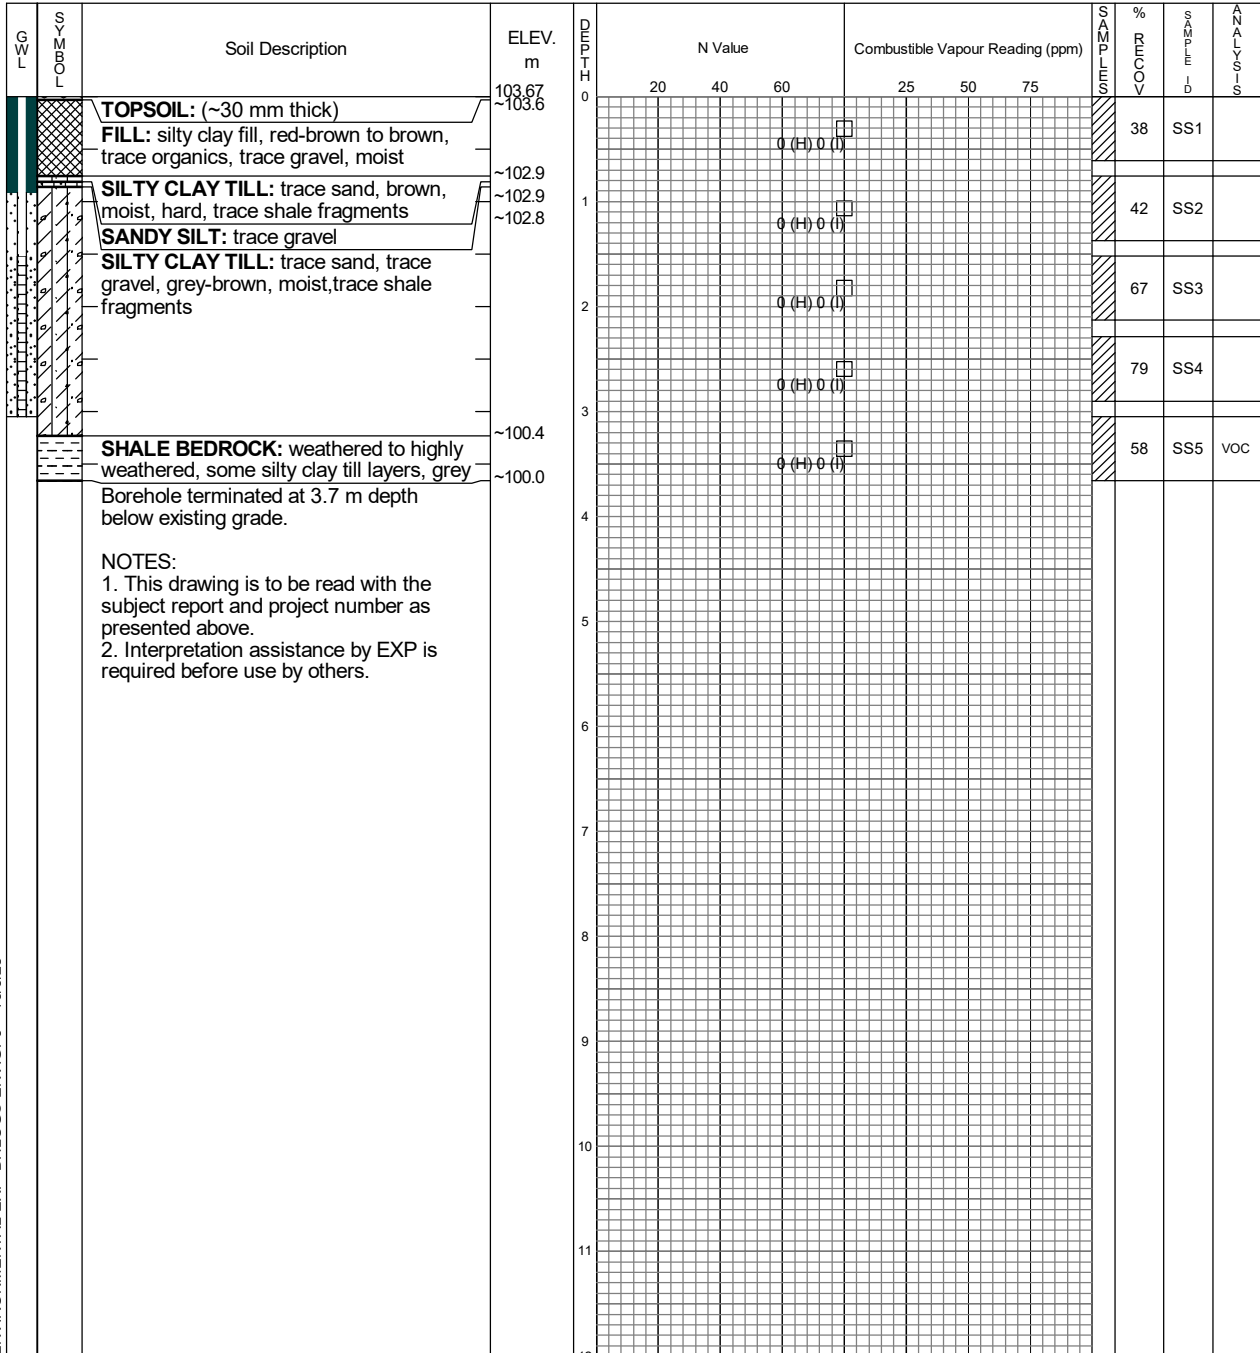 GWL
SYMBOL
Soil Description
ELEV.
m
DEPTH
N Value
Combustible Vapour Reading (ppm)
SAMPLES
% RECOV
SAMPLE ID
ANALYSIS
20 40 60 25 50 75
103.67
0
TOPSOIL: (~30 mm thick)
~103.6
FILL: silty clay fill, red-brown to brown,
trace organics, trace gravel, moist
0 (H) 0 (I)
38 SS1
~102.9
SILTY CLAY TILL: trace sand, brown,
moist, hard, trace shale fragments
~102.9
1
42 SS2
~102.8
0 (H) 0 (I)
SANDY SILT: trace gravel
SILTY CLAY TILL: trace sand, trace
gravel, grey-brown, moist,trace shale
fragments
67 SS3
2
0 (H) 0 (I)
79 SS4
0 (H) 0 (I)
3
~100.4
SHALE BEDROCK: weathered to highly
weathered, some silty clay till layers, grey
58 SS5 VOC
0 (H) 0 (I)
~100.0
Borehole terminated at 3.7 m depth
below existing grade.
4
NOTES:
1. This drawing is to be read with the
subject report and project number as
presented above.
2. Interpretation assistance by EXP is
required before use by others.
5
6
7
8
9
10
11